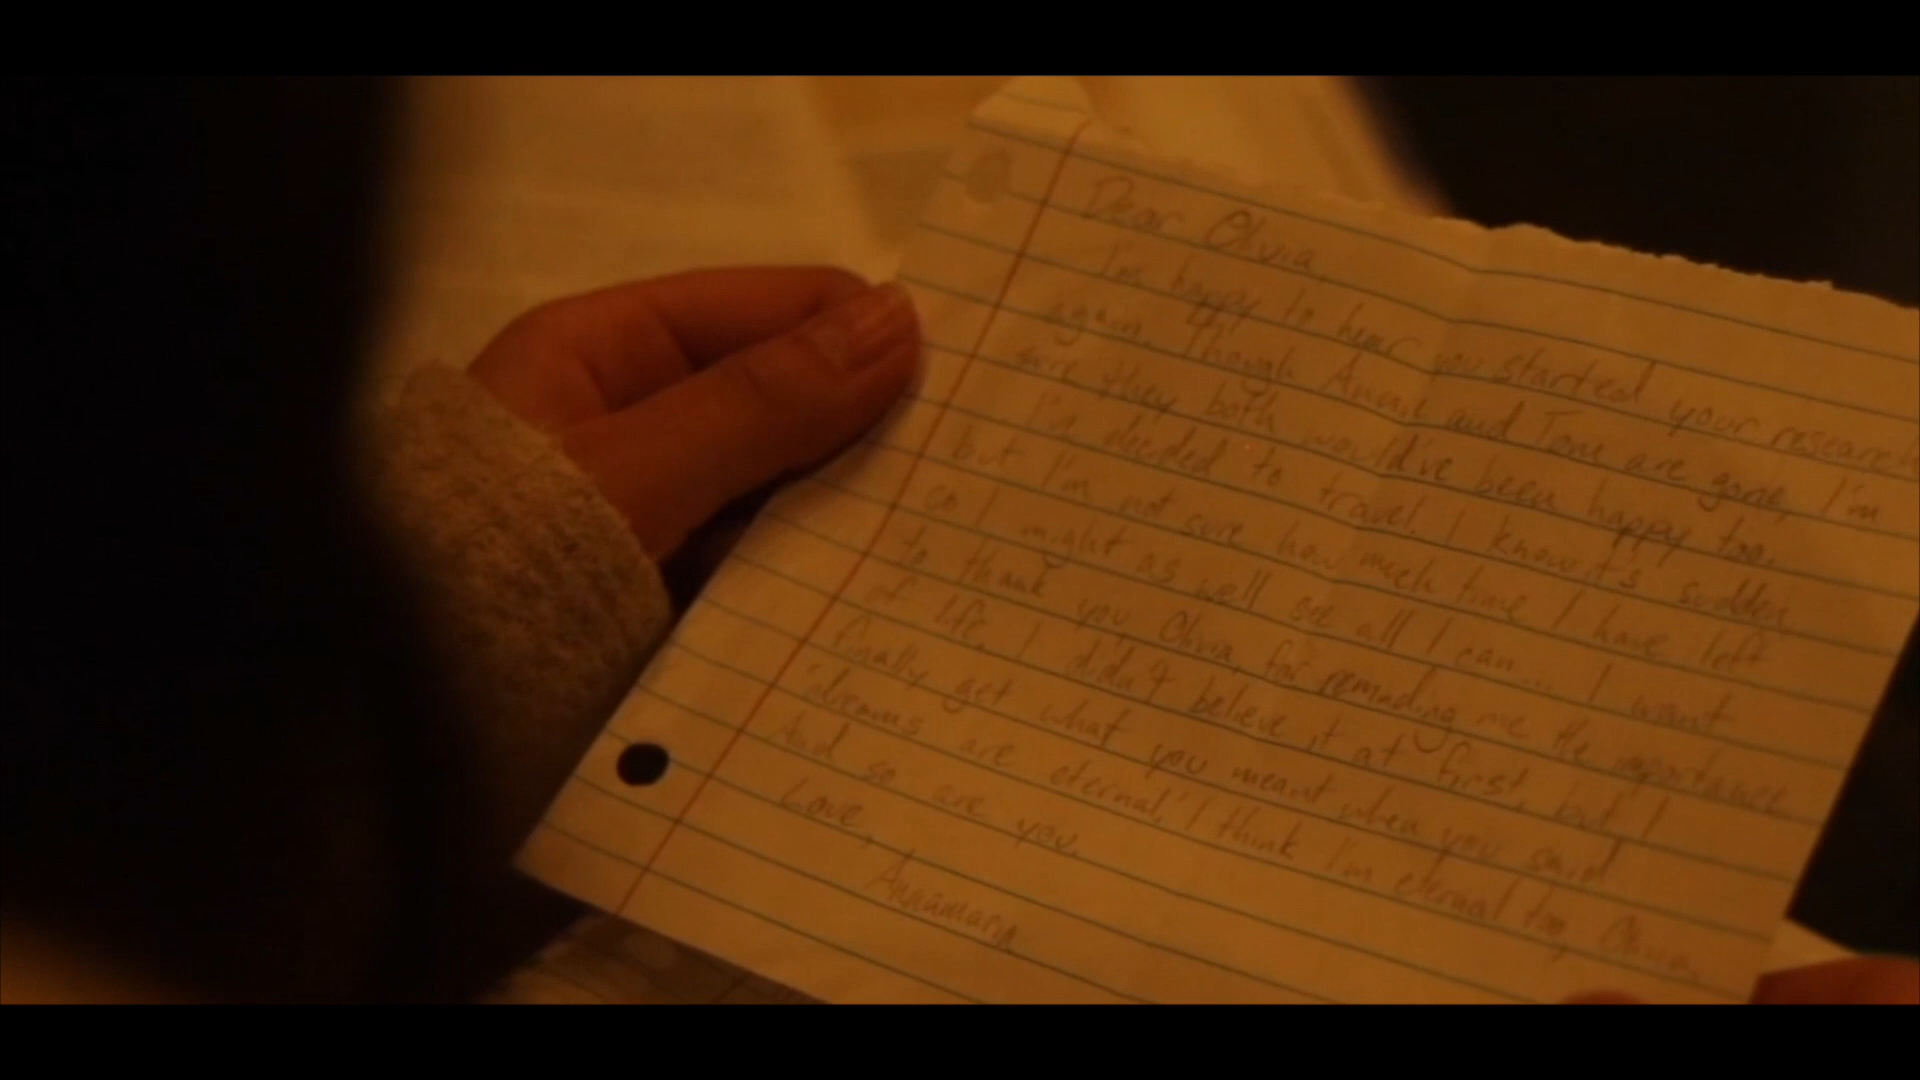 Dear Olivia,
I'm happy to hear you started your research
again. Though and Tom are gone, I'm
sure they both would've been happy too.
I've decided to travel. I know it's sudden
but I'm not sure how much time I have left
so I might as well see all I can... I want
to thank you Olivia, for reminding me the importance
of life. I didn't believe it at first, but I
finally get what you meant when you said
"dreams are eternal," I think I'm eternal too, Olivia.
And so are you.
Love,
Annamaria